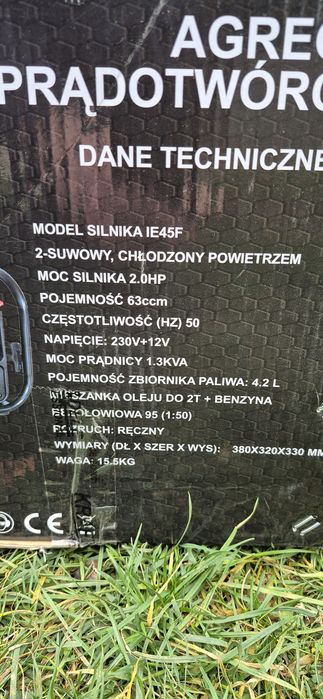 AGREG
PRĄDOTWÓRC
DANE TECHNICZNE
MODEL SILNIKA IE45F
2-SUWOWY, CHŁODZONY POWIETRZEM
MOC SILNIKA 2.0HP
POJEMNOŚĆ 63ccm
CZĘSTOTLIWOŚĆ (HZ) 50
NAPIĘCIE: 230V+12V
MOC PRĄDNICY 1.3KVA
POJEMNOŚĆ ZBIORNIKA PALIWA: 4.2 L
MIESZANKA OLEJU DO 2T + BENZYNA
BEZOŁOWIOWA 95 (1:50)
ROZRUCH: RĘCZNY
WYMIARY (DŁ X SZER X WYS): 380X320X330 MM
WAGA: 15.5KG
CE